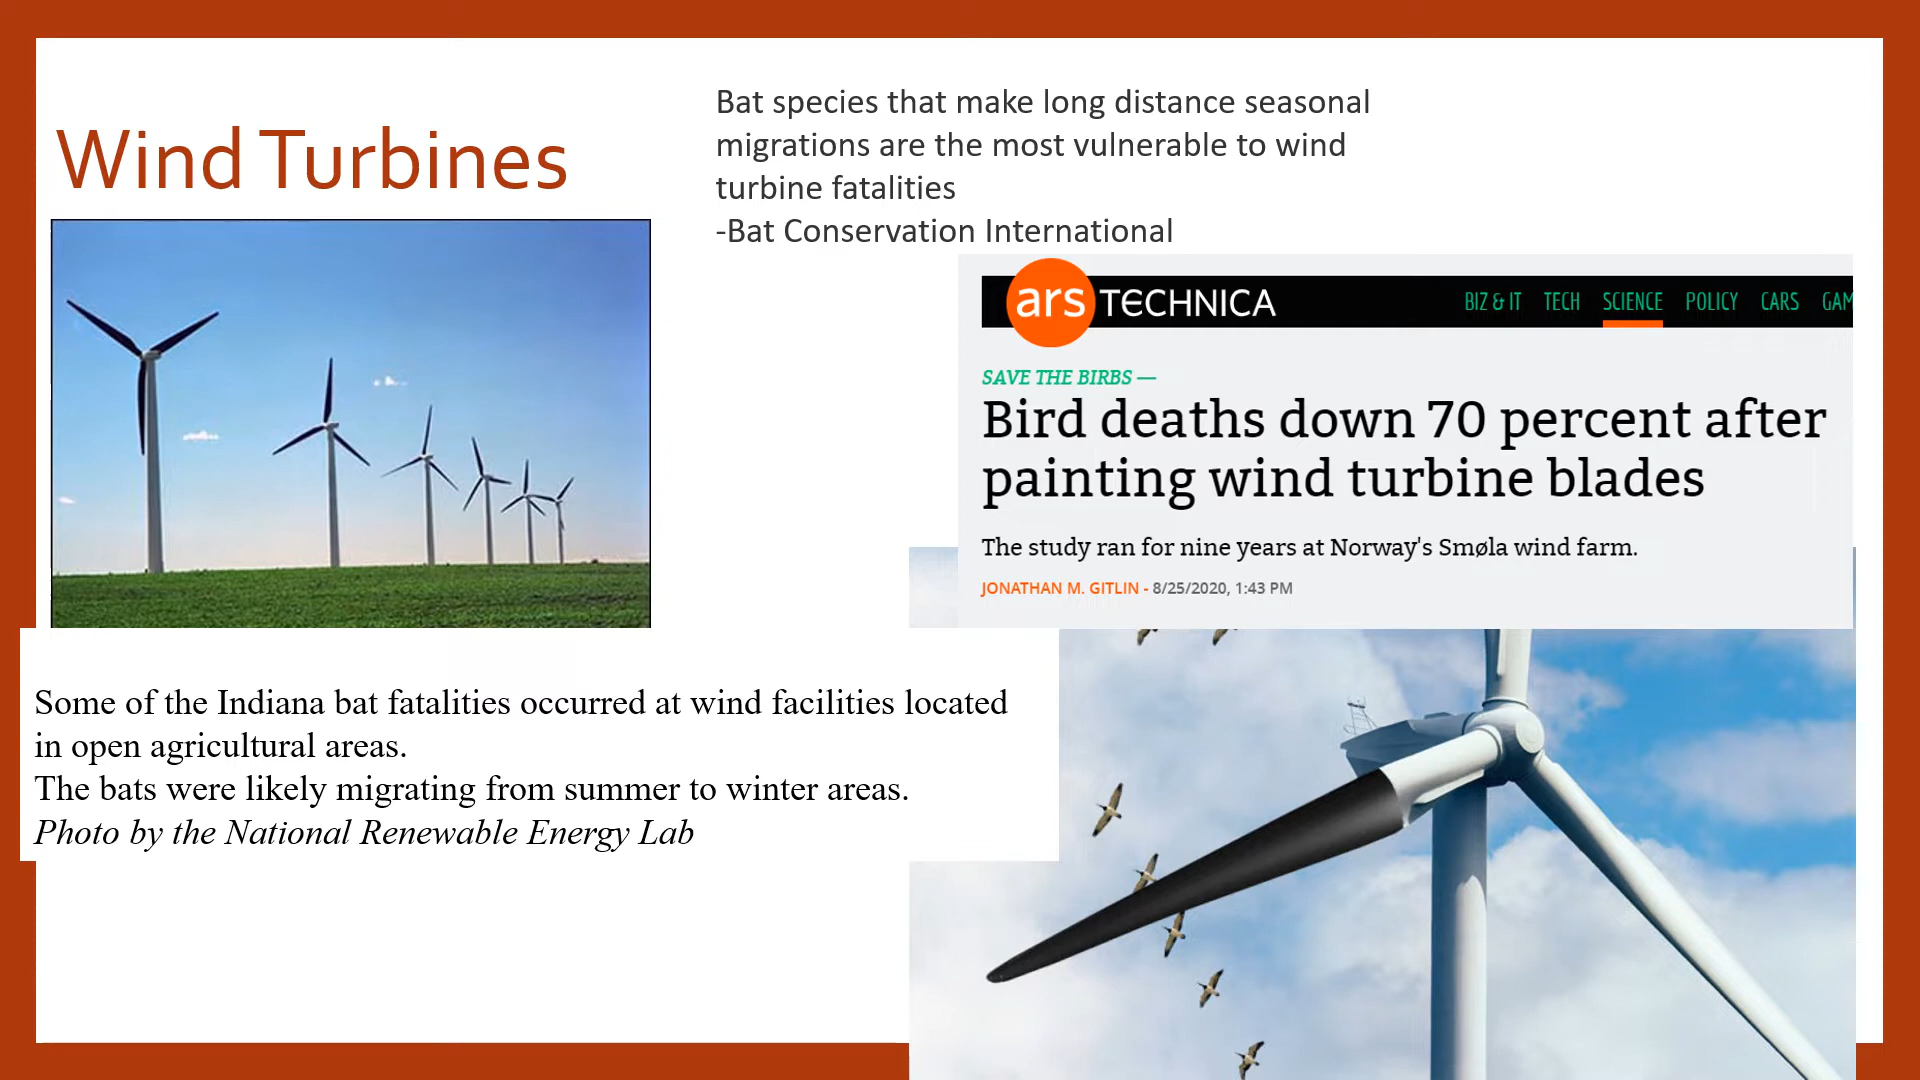 Wind Turbines
Bat species that make long distance seasonal
migrations are the most vulnerable to wind
turbine fatalities
-Bat Conservation International
ars TECHNICA
BIZ & IT TECH SCIENCE POLICY CARS GAM
SAVE THE BIRBS —
Bird deaths down 70 percent after
painting wind turbine blades
The study ran for nine years at Norway's Smøla wind farm.
JONATHAN M. GITLIN - 8/25/2020, 1:43 PM
Some of the Indiana bat fatalities occurred at wind facilities located
in open agricultural areas.
The bats were likely migrating from summer to winter areas.
Photo by the National Renewable Energy Lab